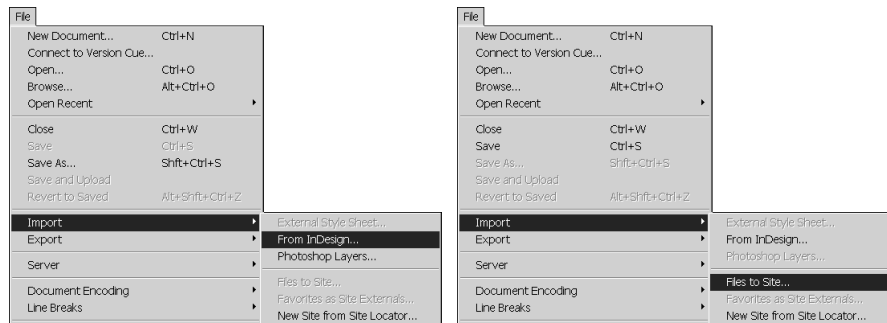 File
New Document... Ctrl+N
Connect to Version Cue...
Open... Ctrl+O
Browse... Alt+Ctrl+O
Open Recent
Close Ctrl+W
Save Ctrl+S
Save As... Shft+Ctrl+S
Save and Upload
Revert to Saved Alt+Shft+Ctrl+Z
Import
Export
Server
Document Encoding
Line Breaks
External Style Sheet...
From InDesign...
Photoshop Layers...
Files to Site...
Favorites as Site Externals...
New Site from Site Locator...
File
New Document... Ctrl+N
Connect to Version Cue...
Open... Ctrl+O
Browse... Alt+Ctrl+O
Open Recent
Close Ctrl+W
Save Ctrl+S
Save As... Shft+Ctrl+S
Save and Upload
Revert to Saved Alt+Shft+Ctrl+Z
Import
Export
Server
Document Encoding
Line Breaks
External Style Sheet...
From InDesign...
Photoshop Layers...
Files to Site...
Favorites as Site Externals...
New Site from Site Locator...